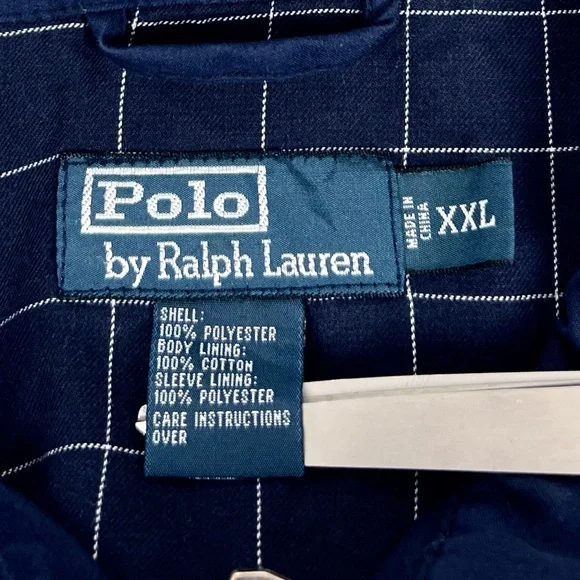 Polo
by Ralph Lauren
MADE IN
CHINA
XXL
SHELL:
100% POLYESTER
BODY LINING:
100% COTTON
SLEEVE LINING:
100% POLYESTER
CARE INSTRUCTIONS
OVER